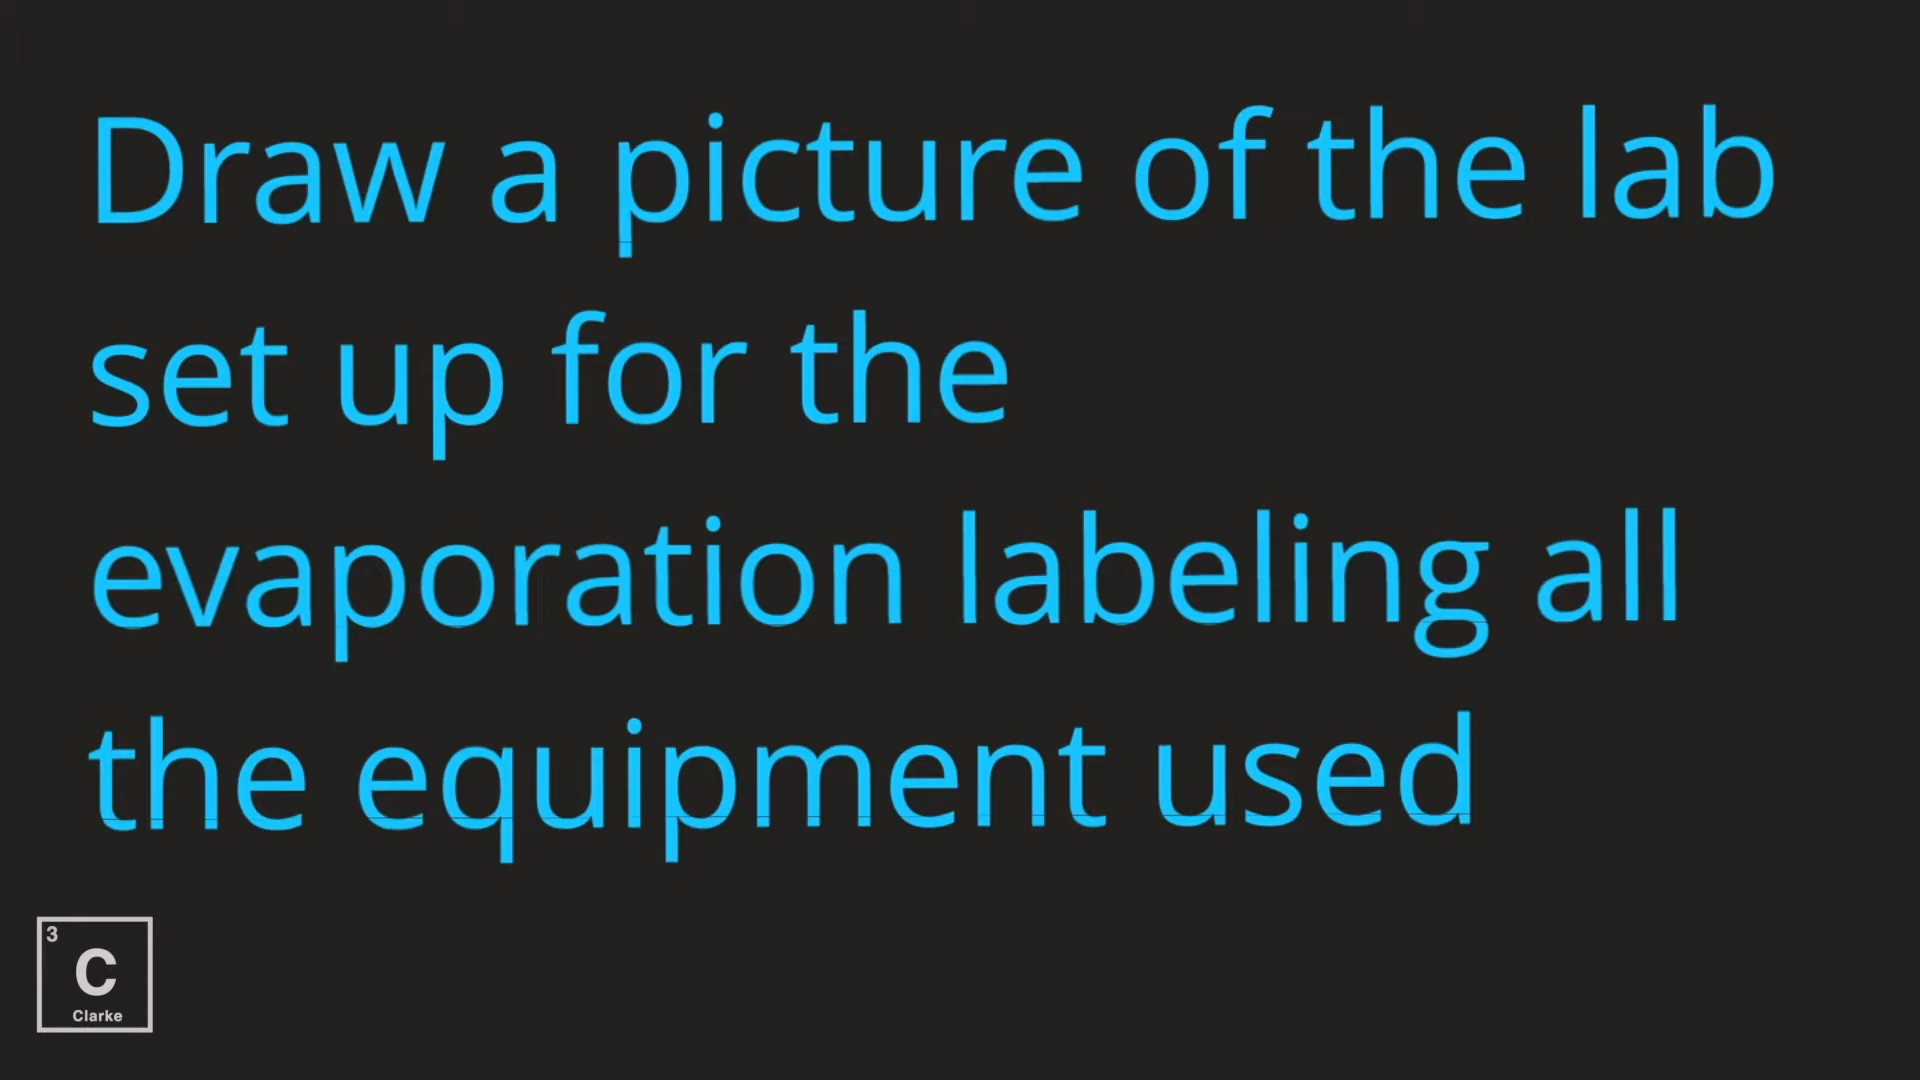 Draw a picture of the lab
set up for the
evaporation labeling all
the equipment used
3
C
Clarke